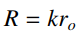 R = kr_o